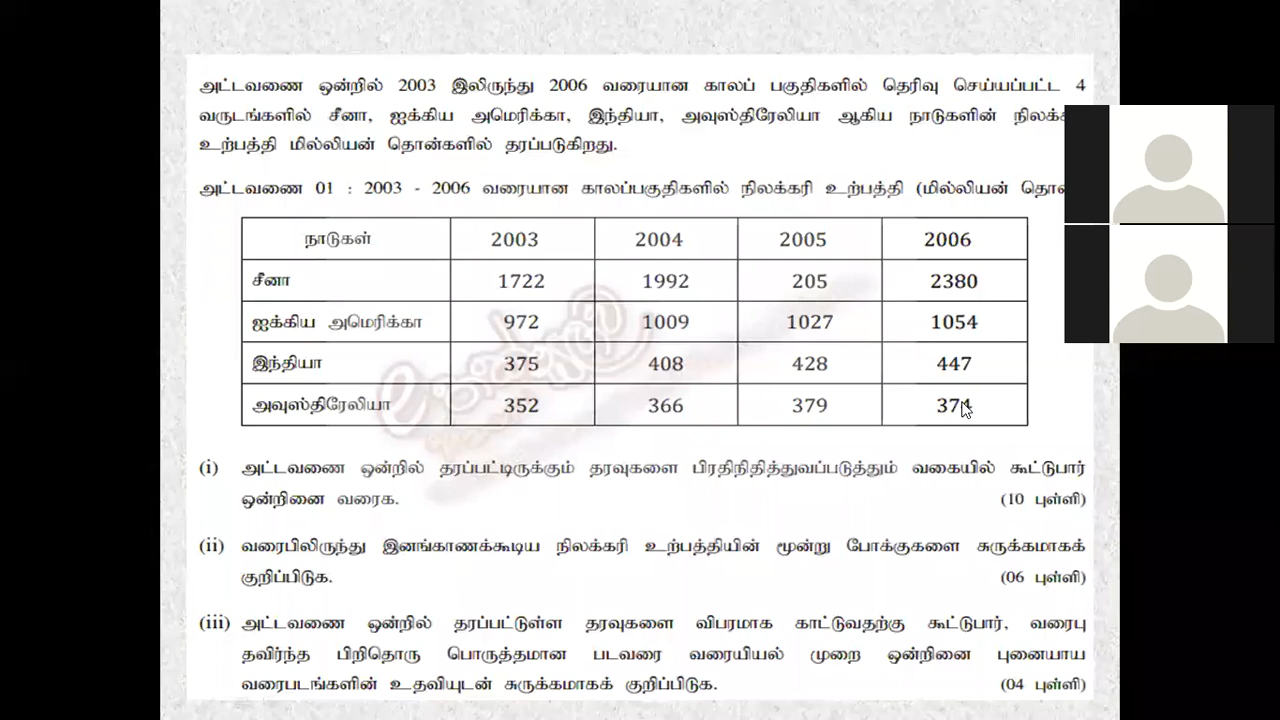 அட்டவணை ஒன்றில் 2003 இலிருந்து 2006 வரையான காலப் பகுதிகளில் தெரிவு செய்யப்பட்ட 4
வருடங்களில் சீனா, ஐக்கிய அமெரிக்கா, இந்தியா, அவுஸ்திரேலியா ஆகிய நாடுகளின்
உற்பத்தி மில்லியன் தொன்களில் தரப்படுகிறது.
அட்டவணை 01 : 2003 - 2006 வரையான காலப்பகுதிகளில் நிலக்கரி உற்பத்தி (மில்லியன்
நாடுகள் 2003 2004 2005 2006
சீனா 1722 1992 205 2380
ஐக்கிய அமெரிக்கா 972 1009 1027 1054
இந்தியா 375 408 428 447
அவுஸ்திரேலியா 352 366 379
(i) அட்டவணை ஒன்றில் தரப்பட்டிருக்கும் தரவுகளை பிரதிநிதித்துவப்படுத்தும் வகையில் கூட்டுபார்
ஒன்றினை வரைக. (10 புள்ளி)
(ii) வரைபிலிருந்து இனங்காணக்கூடிய நிலக்கரி உற்பத்தியின் மூன்று போக்குகளை சுருக்கமாகக்
குறிப்பிடுக. (06 புள்ளி)
(iii) அட்டவணை ஒன்றில் தரப்பட்டுள்ள தரவுகளை விபரமாக காட்டுவதற்கு கூட்டுபார், வரைபு
தவிர்ந்த பிறிதொரு பொருத்தமான படவரை வரையியல் முறை ஒன்றினை புனையாய
வரைபடங்களின் உதவியுடன் சுருக்கமாகக் குறிப்பிடுக. (04 புள்ளி)